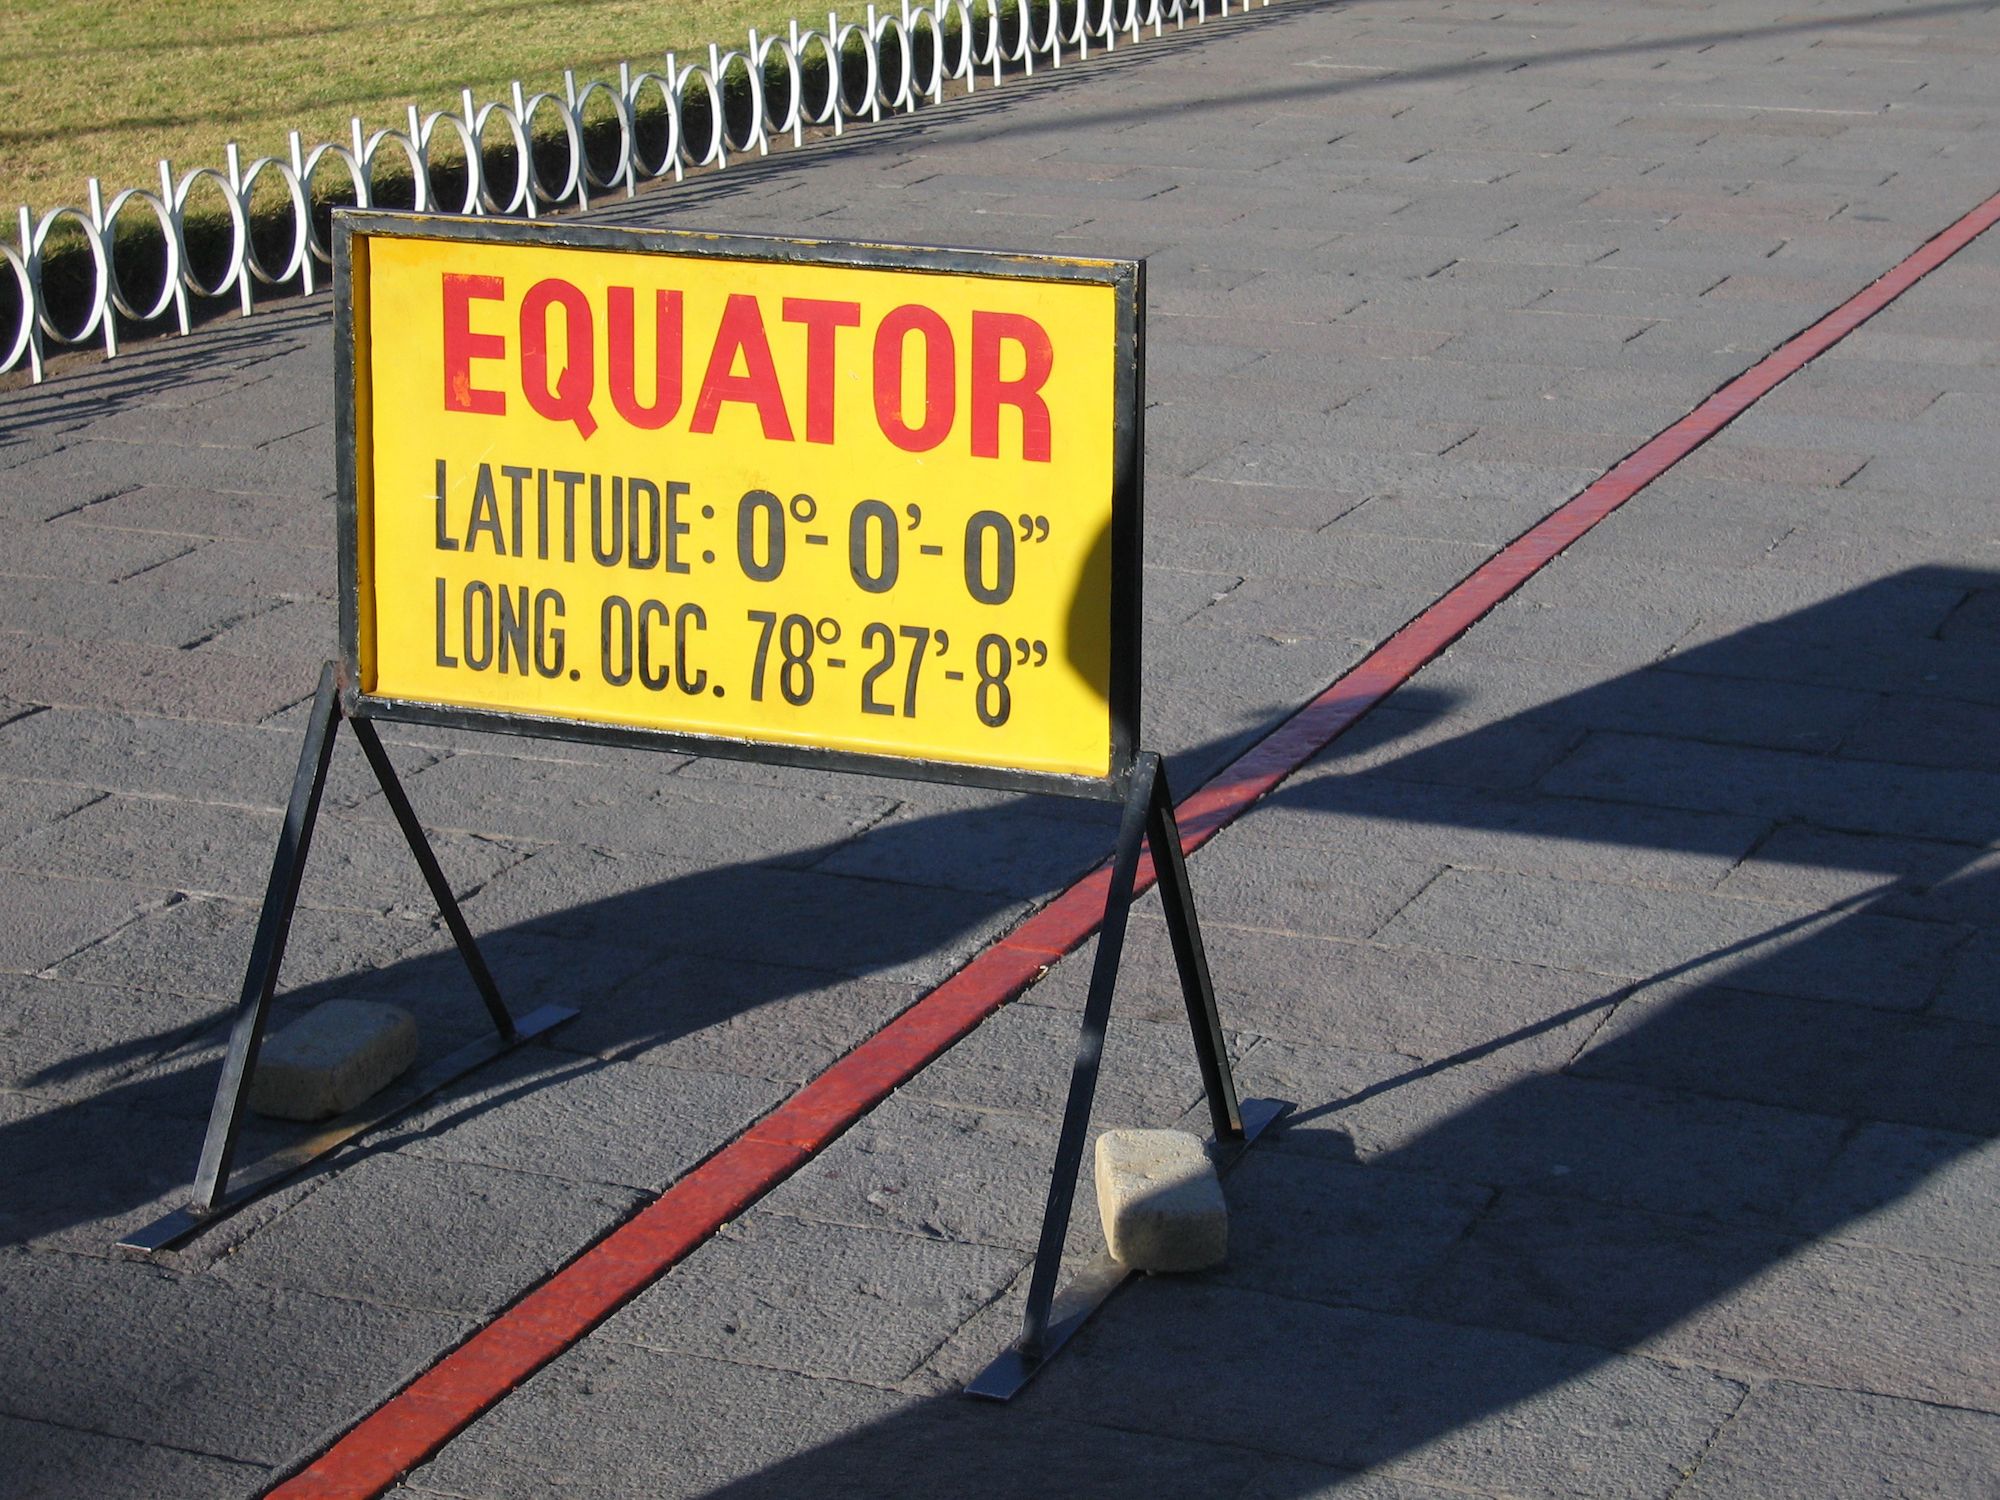 EQUATOR
LATITUDE: 0°- 0’- 0”
LONG. OCC. 78°- 27’- 8”